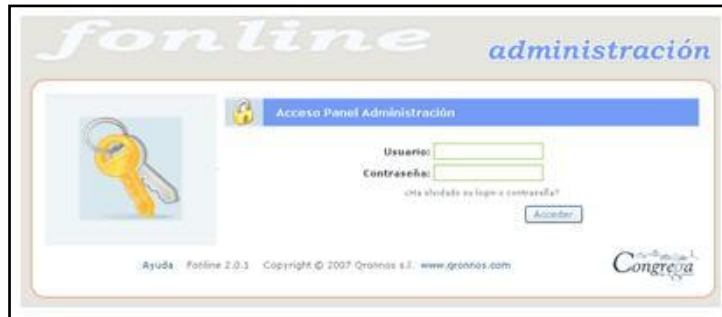 fonline
administración
Acceso Panel Administración
Usuario:
Contraseña:
¿Ha olvidado su login o contraseña?
Acceder
Ayuda Fonline 2.0.1 Copyright © 2007 Qronnos s.l. www.qronnos.com
Congrega